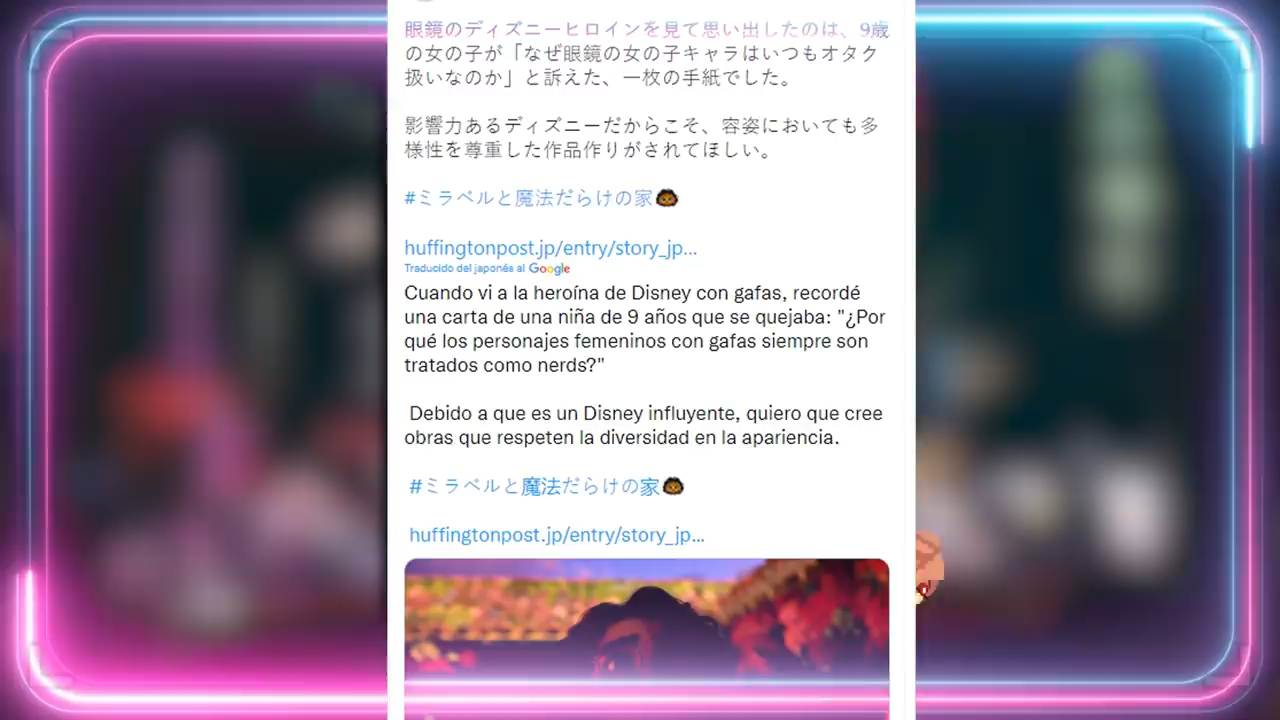 眼鏡のディズニーヒロインを見て思い出したのは、9歳
の女の子が「なぜ眼鏡の女の子キャラはいつもオタク
扱いなのか」と訴えた、一枚の手紙でした。
影響力あるディズニーだからこそ、容姿においても多
様性を尊重した作品作りがされてほしい。
#ミラベルと魔法だらけの家
huffingtonpost.jp/entry/story_jp...
Traducido del japonés al Google
Cuando vi a la heroína de Disney con gafas, recordé
una carta de una niña de 9 años que se quejaba: "¿Por
qué los personajes femeninos con gafas siempre son
tratados como nerds?"
Debido a que es un Disney influyente, quiero que cree
obras que respeten la diversidad en la apariencia.
#ミラベルと魔法だらけの家
huffingtonpost.jp/entry/story_jp...